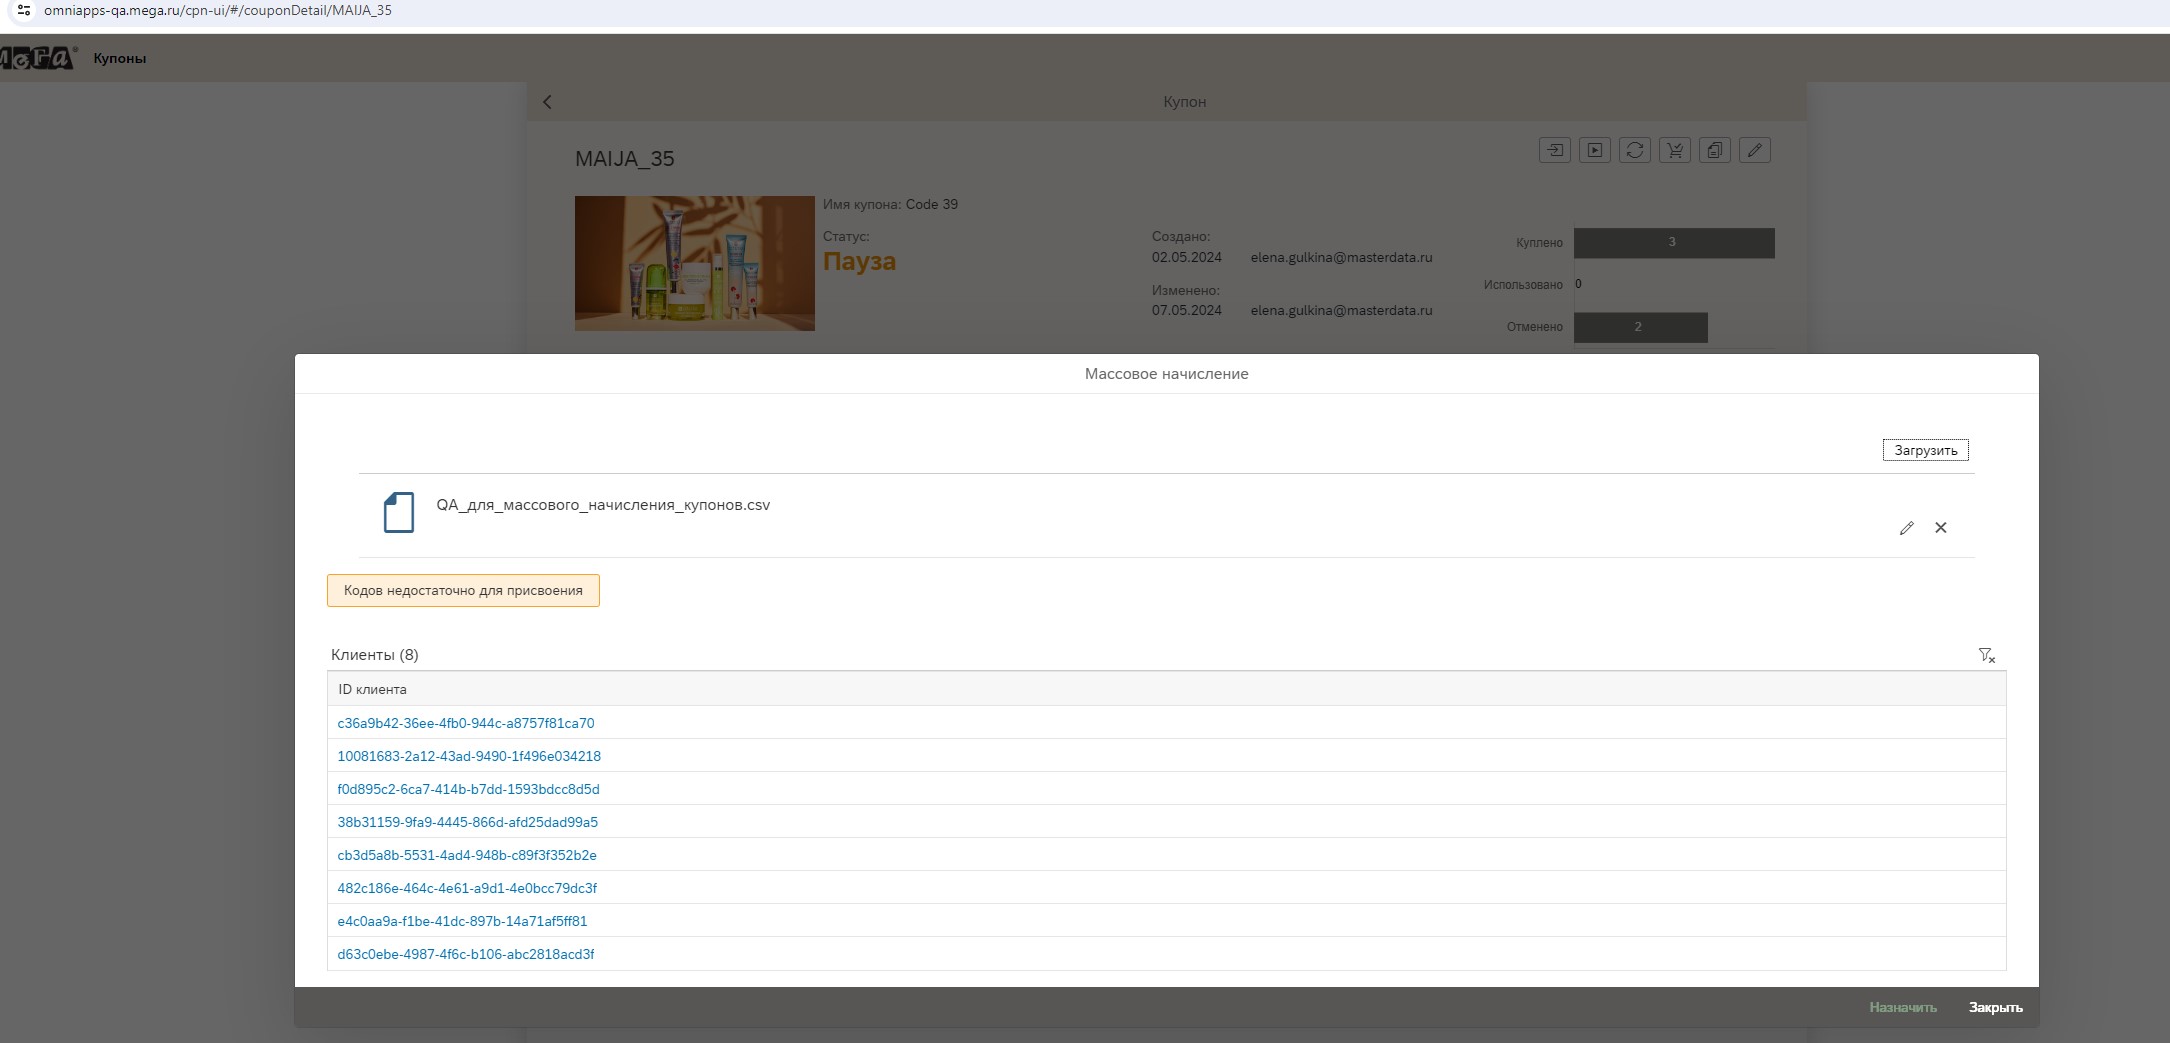 omniapps-qa.mega.ru/cpn-ui/#/couponDetail/MAIJA_35
мега® Купоны
Купон
MAIJA_35
Имя купона: Code 39
Статус:
Пауза
Создано:
02.05.2024 elena.gulkina@masterdata.ru
Изменено:
07.05.2024 elena.gulkina@masterdata.ru
Куплено 3
Использовано 0
Отменено 2
Массовое начисление
Загрузить
QA_для_массового_начисления_купонов.csv
Кодов недостаточно для присвоения
Клиенты (8)
ID клиента
c36a9b42-36ee-4fb0-944c-a8757f81ca70
10081683-2a12-43ad-9490-1f496e034218
f0d895c2-6ca7-414b-b7dd-1593bdcc8d5d
38b31159-9fa9-4445-866d-afd25dad99a5
cb3d5a8b-5531-4ad4-948b-c89f3f352b2e
482c186e-464c-4e61-a9d1-4e0bcc79dc3f
e4c0aa9a-f1be-41dc-897b-14a71af5ff81
d63c0ebe-4987-4f6c-b106-abc2818acd3f
Назначить Закрыть